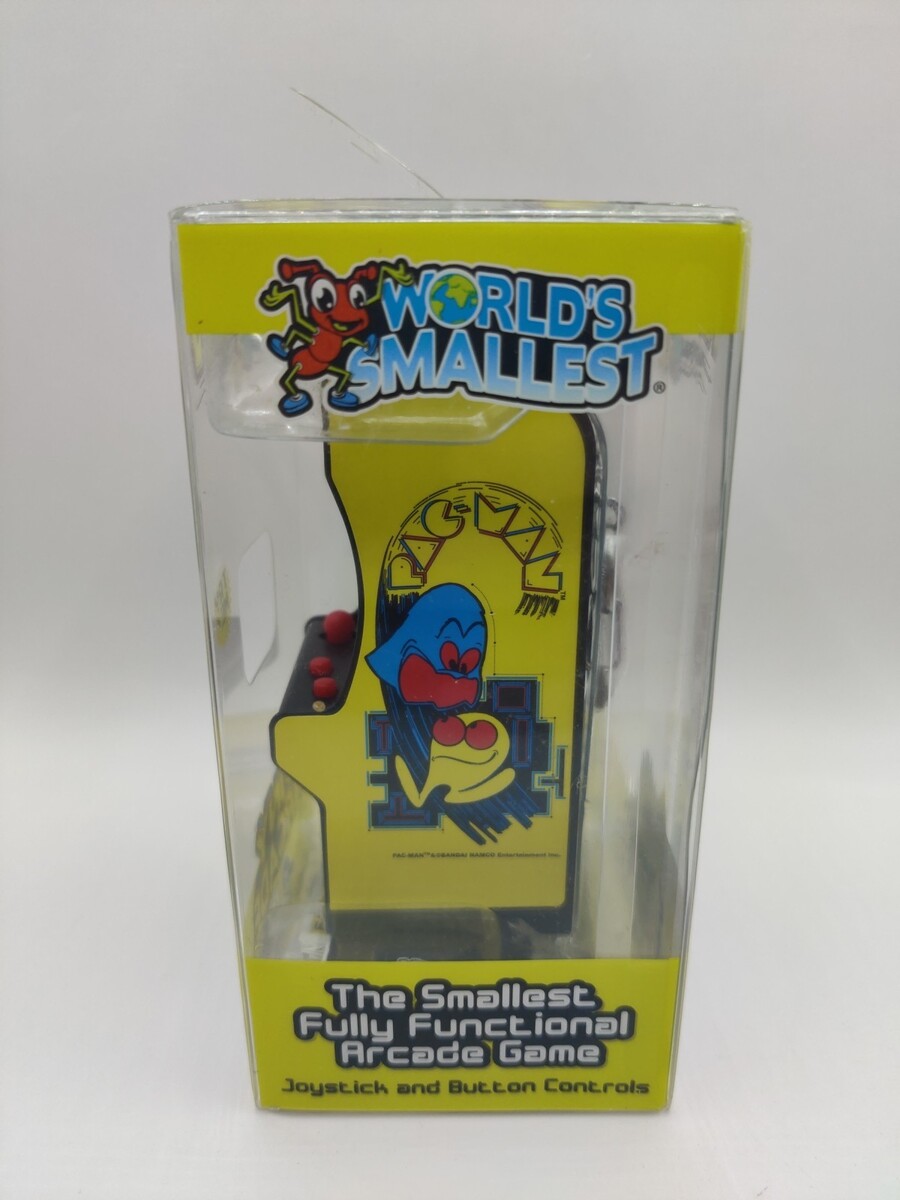 WORLD'S
SMALLEST®
PAC-MAN™
PAC-MAN™&©BANDAI NAMCO Entertainment Inc.
The Smallest
Fully Functional
Arcade Game
Joystick and Button Controls